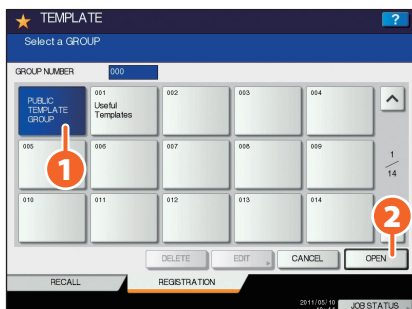 TEMPLATE
?
Select a GROUP
GROUP NUMBER 000
PUBLIC TEMPLATE GROUP
001 Useful Templates
002
003
004
1
005
006
007
008
009
1
14
010
011
012
013
014
2
DELETE EDIT CANCEL OPEN
RECALL REGISTRATION
2011/05/10
JOB STATUS